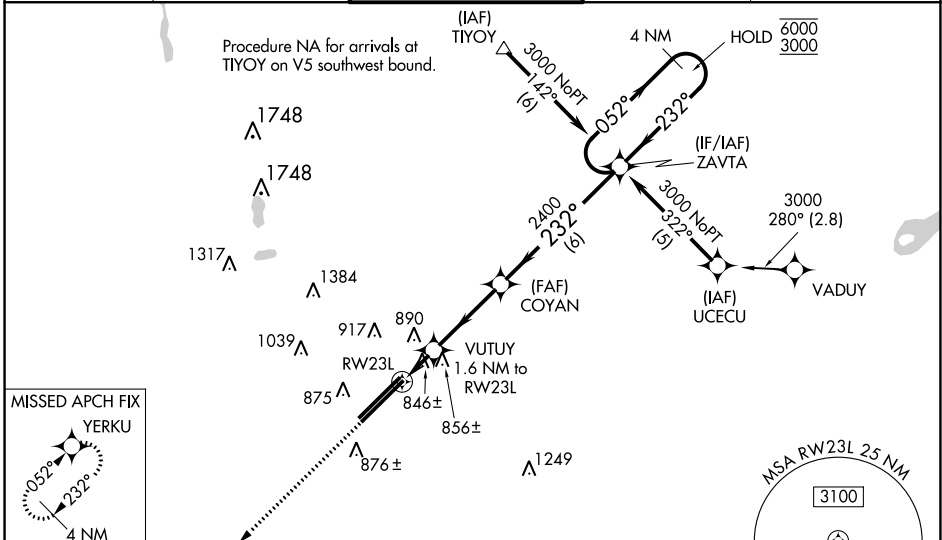 Procedure NA for arrivals at
TIYOY on V5 southwest bound.
(IAF)
TIYOY
3000 NoPT
142°
(6)
4 NM
HOLD
6000
3000
052°
232°
(IF/IAF)
ZAVTA
1748
1748
2400
232°
(6)
3000 NoPT
322°
(5)
3000
280° (2.8)
VADUY
(IAF)
UCECU
1317
1384
(FAF)
COYAN
917
890
1039
VUTUY
1.6 NM to
RW23L
RW23L
875
846±
856±
876±
1249
MISSED APCH FIX
YERKU
052°
232°
4 NM
MSA RW23L 25 NM
3100